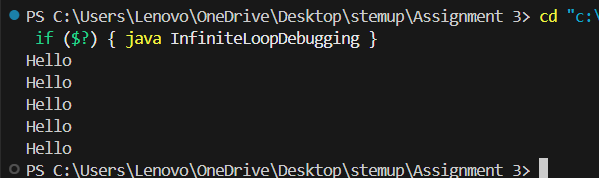 PS C:\Users\Lenovo\OneDrive\Desktop\stemup\Assignment 3> cd "c:\
if ($?) { java InfiniteLoopDebugging }
Hello
Hello
Hello
Hello
Hello
PS C:\Users\Lenovo\OneDrive\Desktop\stemup\Assignment 3>